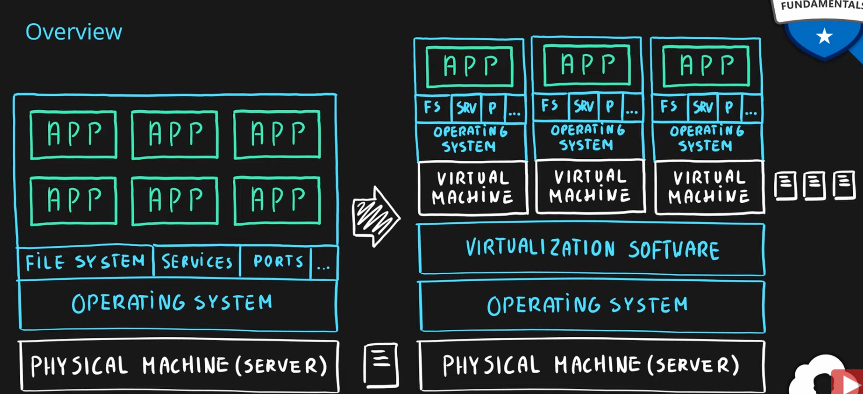 FUNDAMENTALS
Overview
APP APP APP
APP APP APP
FILE SYSTEM SERVICES PORTS ...
OPERATING SYSTEM
PHYSICAL MACHINE (SERVER)
APP APP APP
FS SRV P ... FS SRV P ... FS SRV P ...
OPERATING SYSTEM OPERATING SYSTEM OPERATING SYSTEM
VIRTUAL MACHINE VIRTUAL MACHINE VIRTUAL MACHINE
VIRTUALIZATION SOFTWARE
OPERATING SYSTEM
PHYSICAL MACHINE (SERVER)